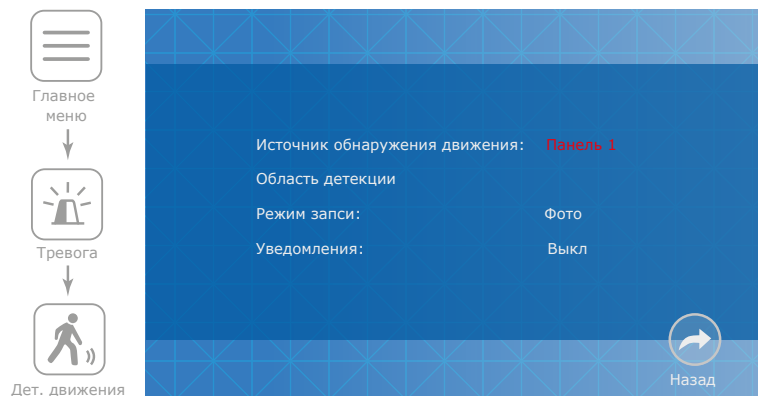 Главное
меню
Тревога
Дет. движения
Источник обнаружения движения: Панель 1
Область детекции
Режим запси: Фото
Уведомления: Выкл
Назад